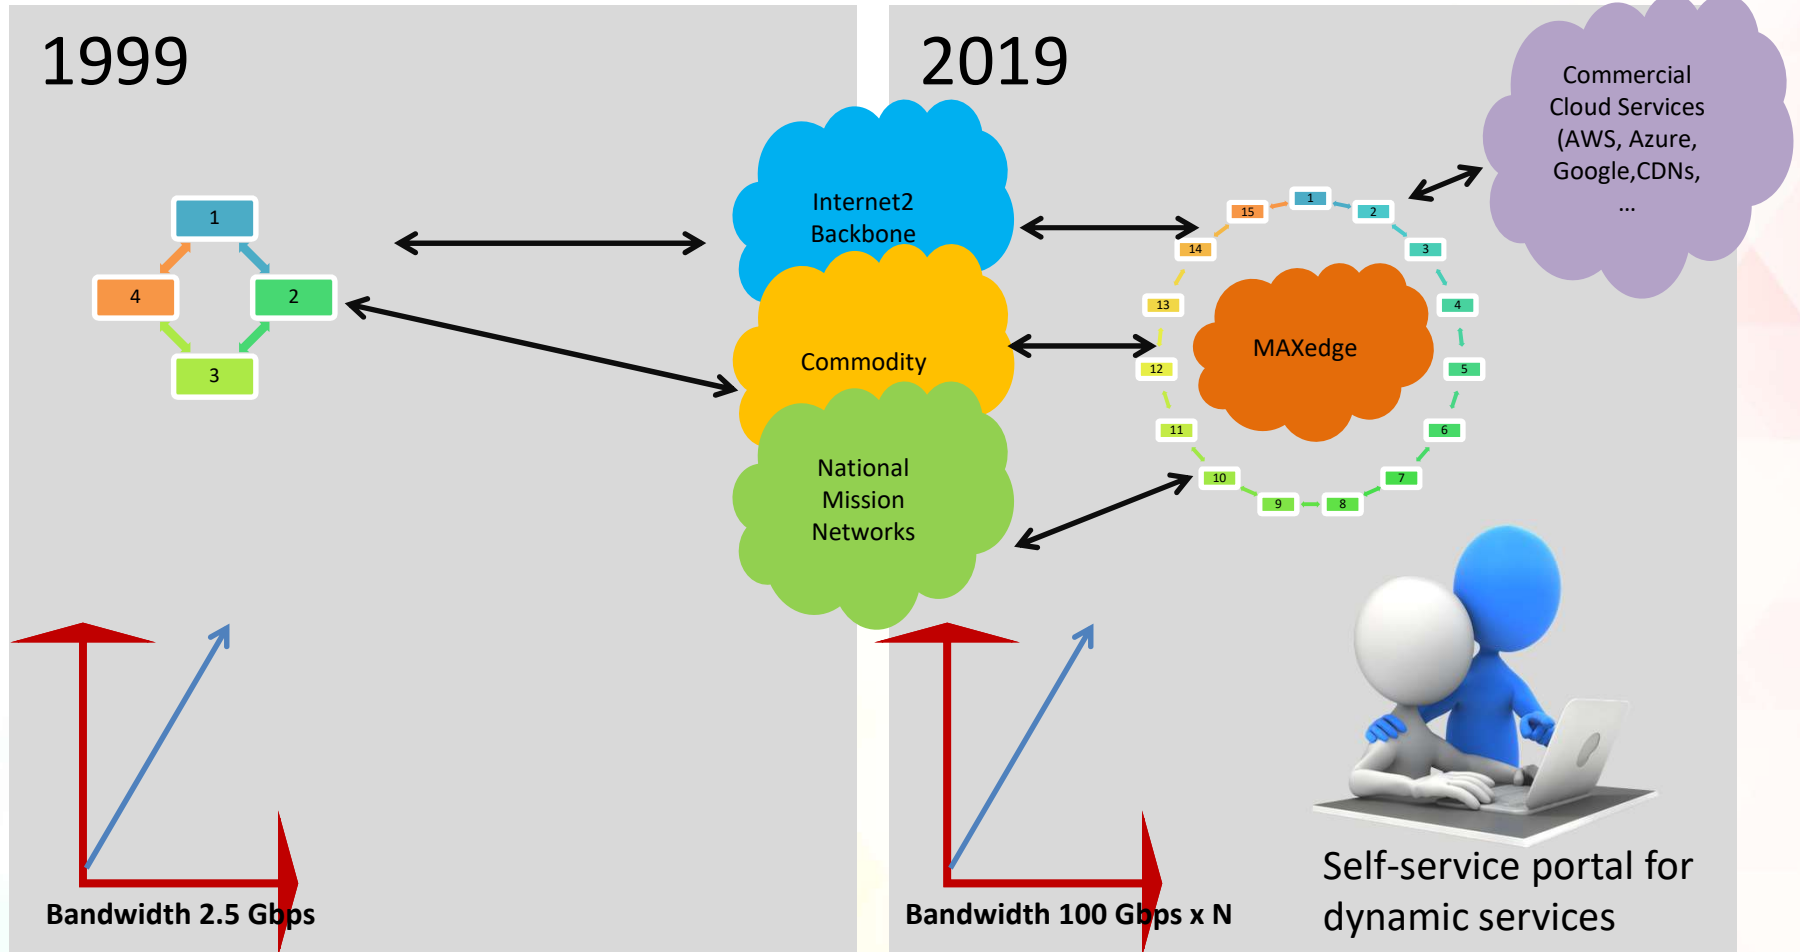 1999
1
4
2
3
Bandwidth 2.5 Gbps
Internet2
Backbone
Commodity
National
Mission
Networks
2019
Commercial
Cloud Services
(AWS, Azure,
Google,CDNs,
...
1
2
3
4
5
6
7
8
9
10
11
12
13
14
15
MAXedge
Bandwidth 100 Gbps x N
Self-service portal for
dynamic services